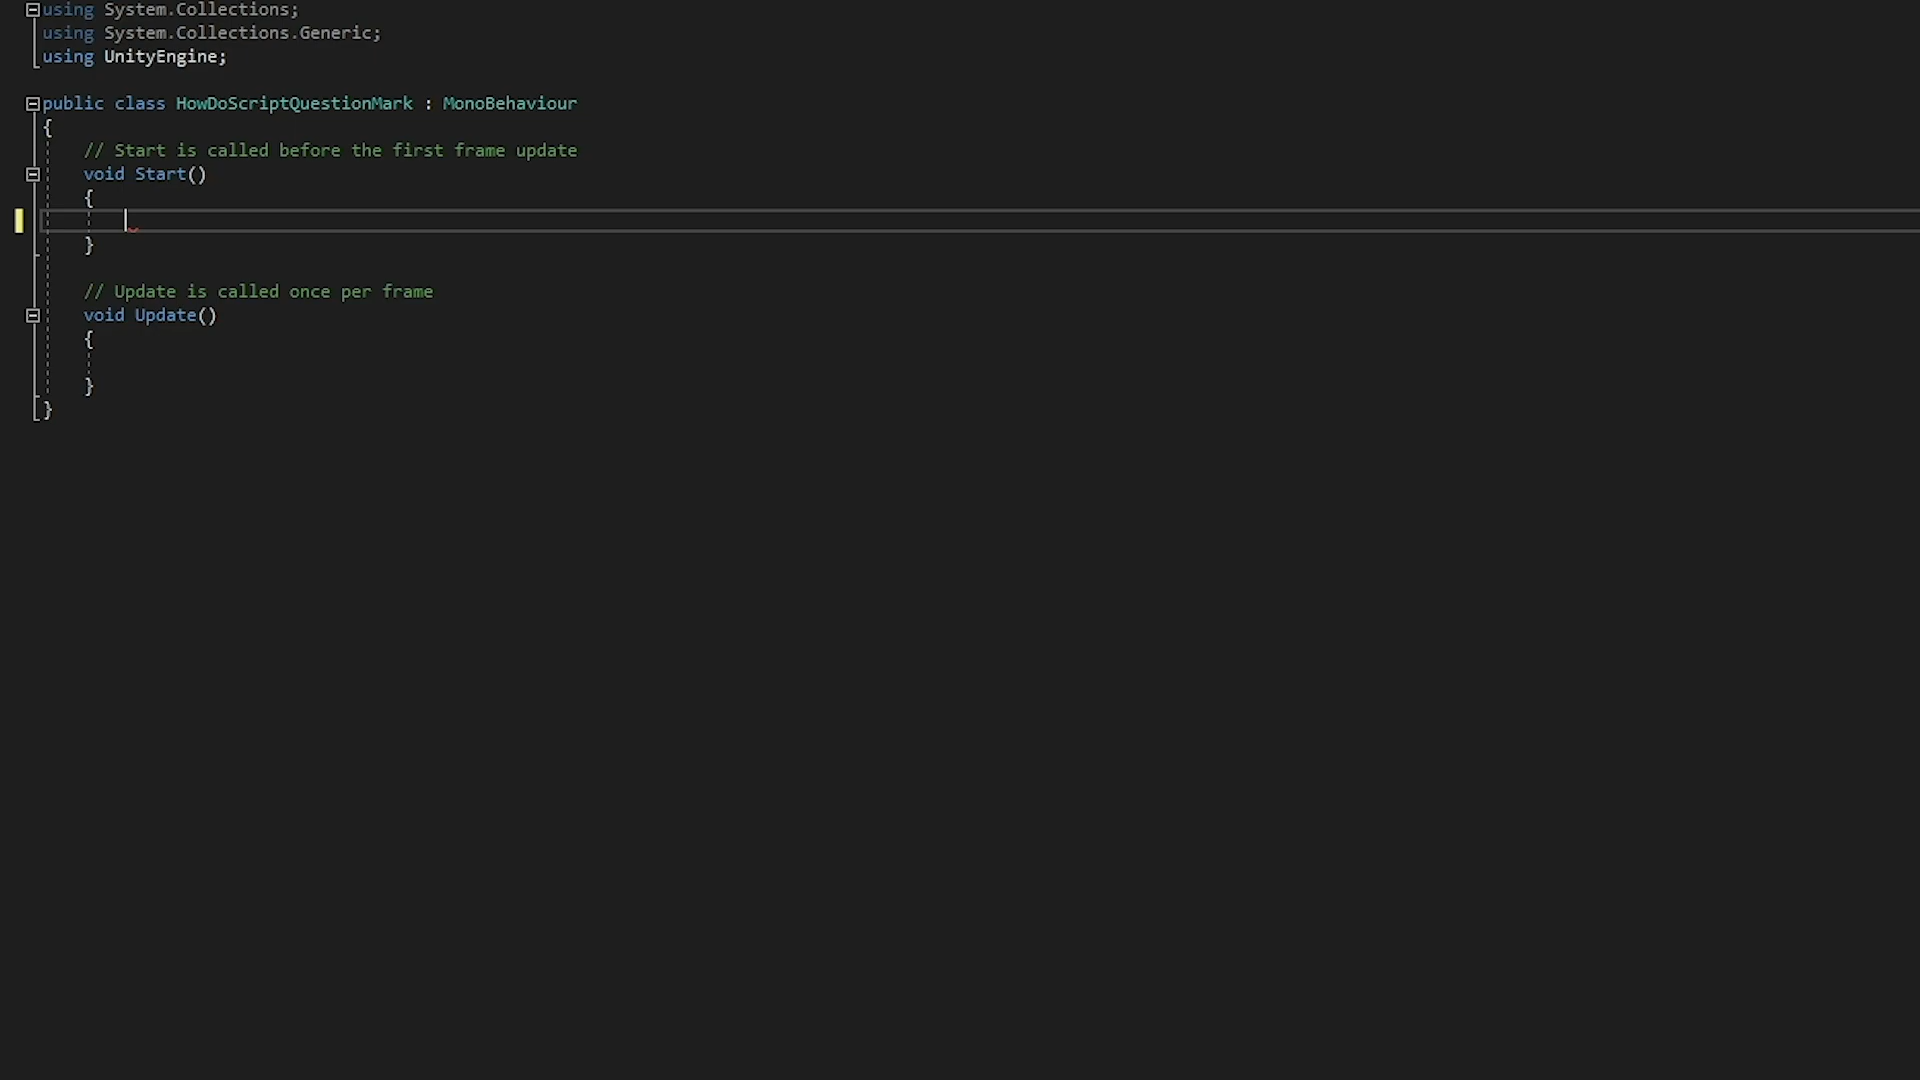 using System.Collections;
using System.Collections.Generic;
using UnityEngine;
public class HowDoScriptQuestionMark : MonoBehaviour
{
// Start is called before the first frame update
void Start()
{
}
// Update is called once per frame
void Update()
{
}
}